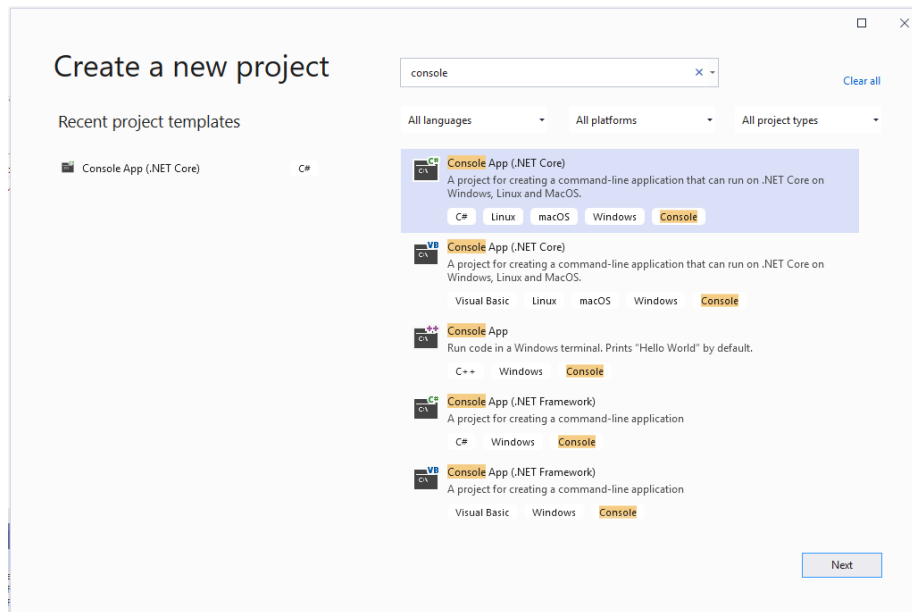 Create a new project
console
Clear all
Recent project templates
All languages
All platforms
All project types
Console App (.NET Core)
C#
C#
C:\
Console App (.NET Core)
A project for creating a command-line application that can run on .NET Core on
Windows, Linux and MacOS.
C# Linux macOS Windows Console
VB
C:\
Console App (.NET Core)
A project for creating a command-line application that can run on .NET Core on
Windows, Linux and MacOS.
Visual Basic Linux macOS Windows Console
++
C:\
Console App
Run code in a Windows terminal. Prints "Hello World" by default.
C++ Windows Console
C#
C:\
Console App (.NET Framework)
A project for creating a command-line application
C# Windows Console
VB
C:\
Console App (.NET Framework)
A project for creating a command-line application
Visual Basic Windows Console
Next